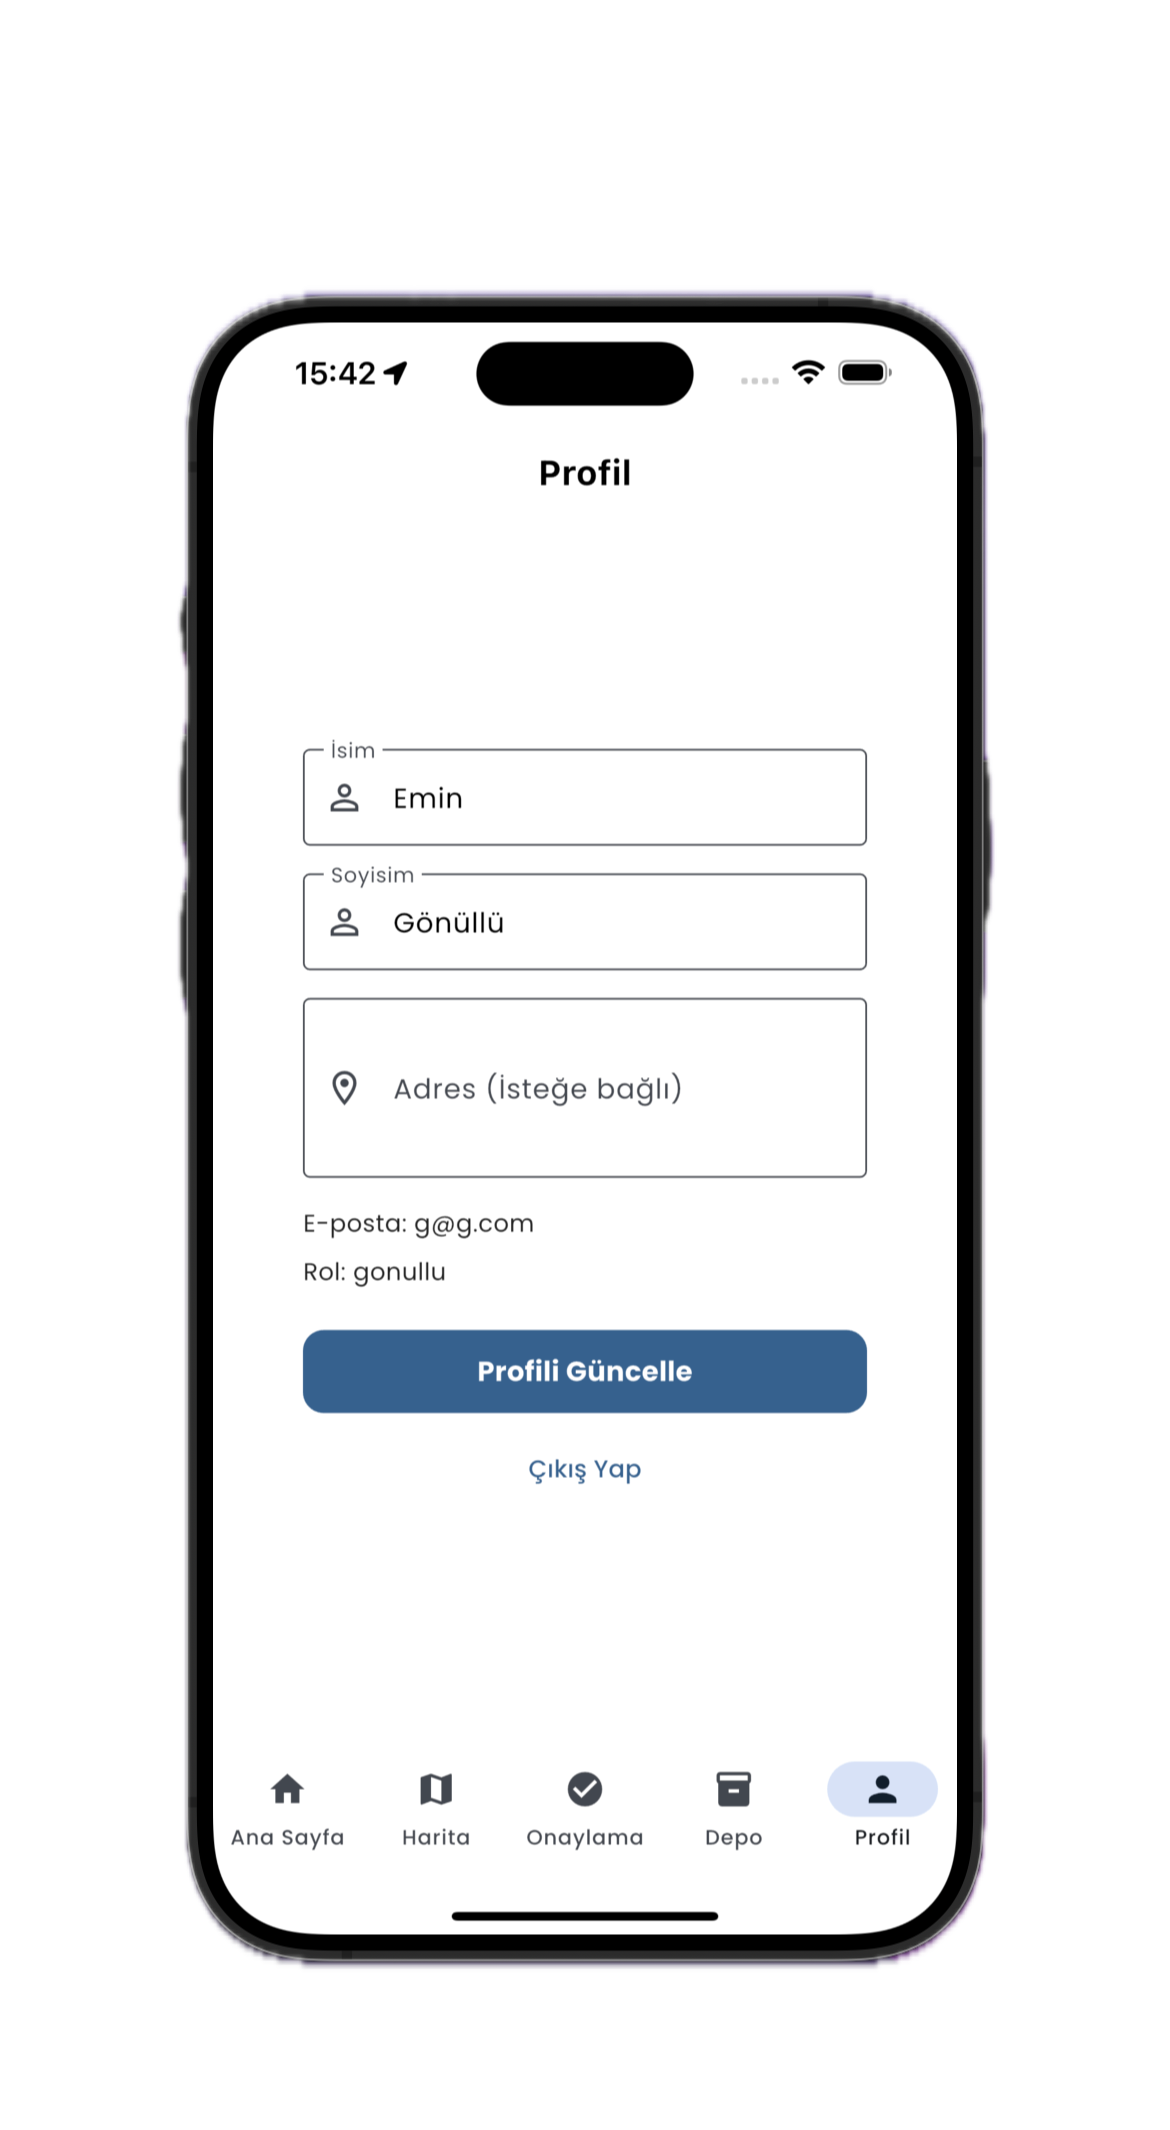 15:42
Profil
İsim
Emin
Soyisim
Gönüllü
Adres (İsteğe bağlı)
E-posta: g@g.com
Rol: gonullu
Profili Güncelle
Çıkış Yap
Ana Sayfa Harita Onaylama Depo Profil